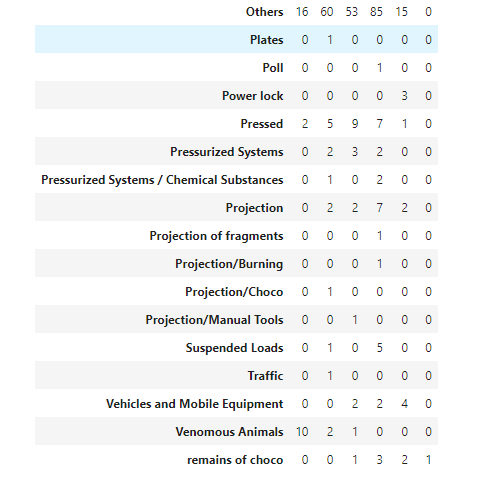 Others 16 60 53 85 15 0
Plates 0 1 0 0 0 0
Poll 0 0 0 1 0 0
Power lock 0 0 0 0 3 0
Pressed 2 5 9 7 1 0
Pressurized Systems 0 2 3 2 0 0
Pressurized Systems / Chemical Substances 0 1 0 2 0 0
Projection 0 2 2 7 2 0
Projection of fragments 0 0 0 1 0 0
Projection/Burning 0 0 0 1 0 0
Projection/Choco 0 1 0 0 0 0
Projection/Manual Tools 0 0 1 0 0 0
Suspended Loads 0 1 0 5 0 0
Traffic 0 1 0 0 0 0
Vehicles and Mobile Equipment 0 0 2 2 4 0
Venomous Animals 10 2 1 0 0 0
remains of choco 0 0 1 3 2 1